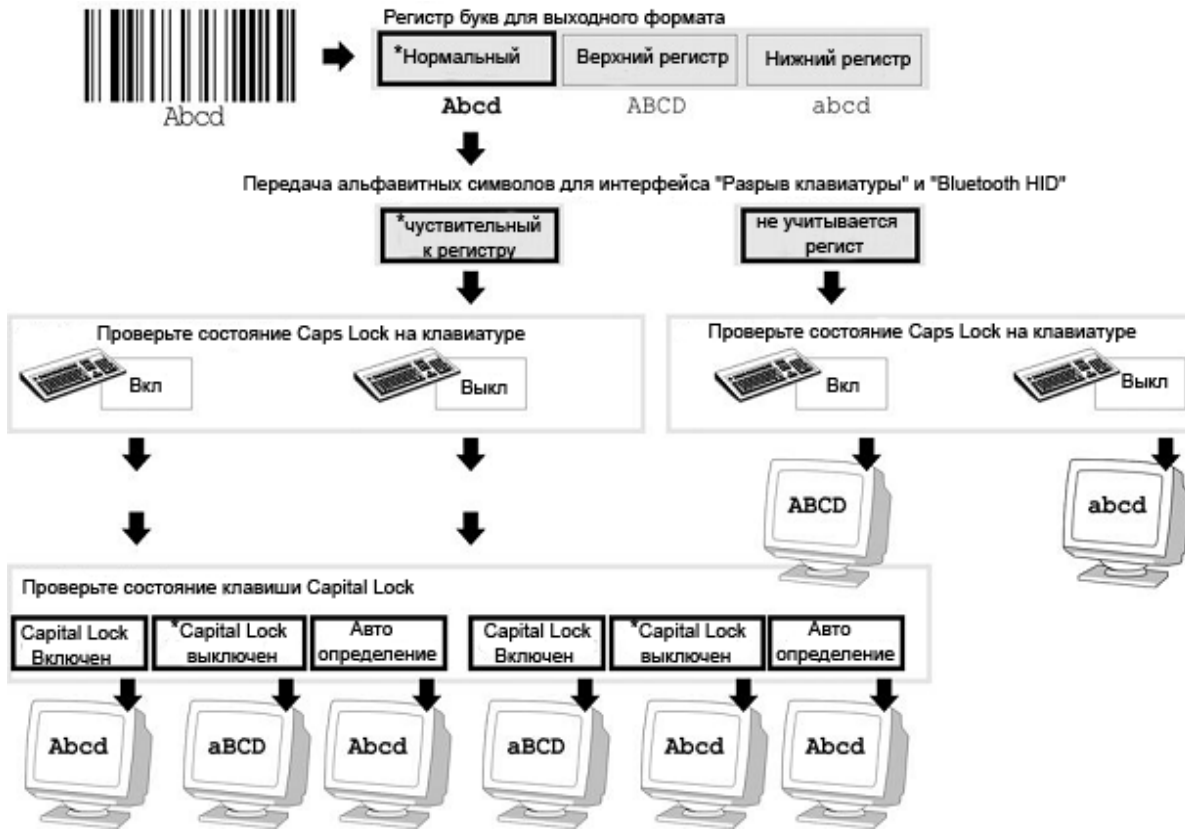 Регистр букв для выходного формата
*Нормальный Верхний регистр Нижний регистр
Abcd
Abcd ABCD abcd
Передача альфавитных символов для интерфейса "Разрыв клавиатуры" и "Bluetooth HID"
*чуствительный
к регистру
не учитывается
регист
Проверьте состояние Caps Lock на клавиатуре
Вкл
Выкл
Проверьте состояние Caps Lock на клавиатуре
Вкл
Выкл
ABCD
abcd
Проверьте состояние клавиши Capital Lock
Capital Lock
Включен
*Capital Lock
выключен
Авто
определение
Capital Lock
Включен
*Capital Lock
выключен
Авто
определение
Abcd
aBCD
Abcd
aBCD
Abcd
Abcd